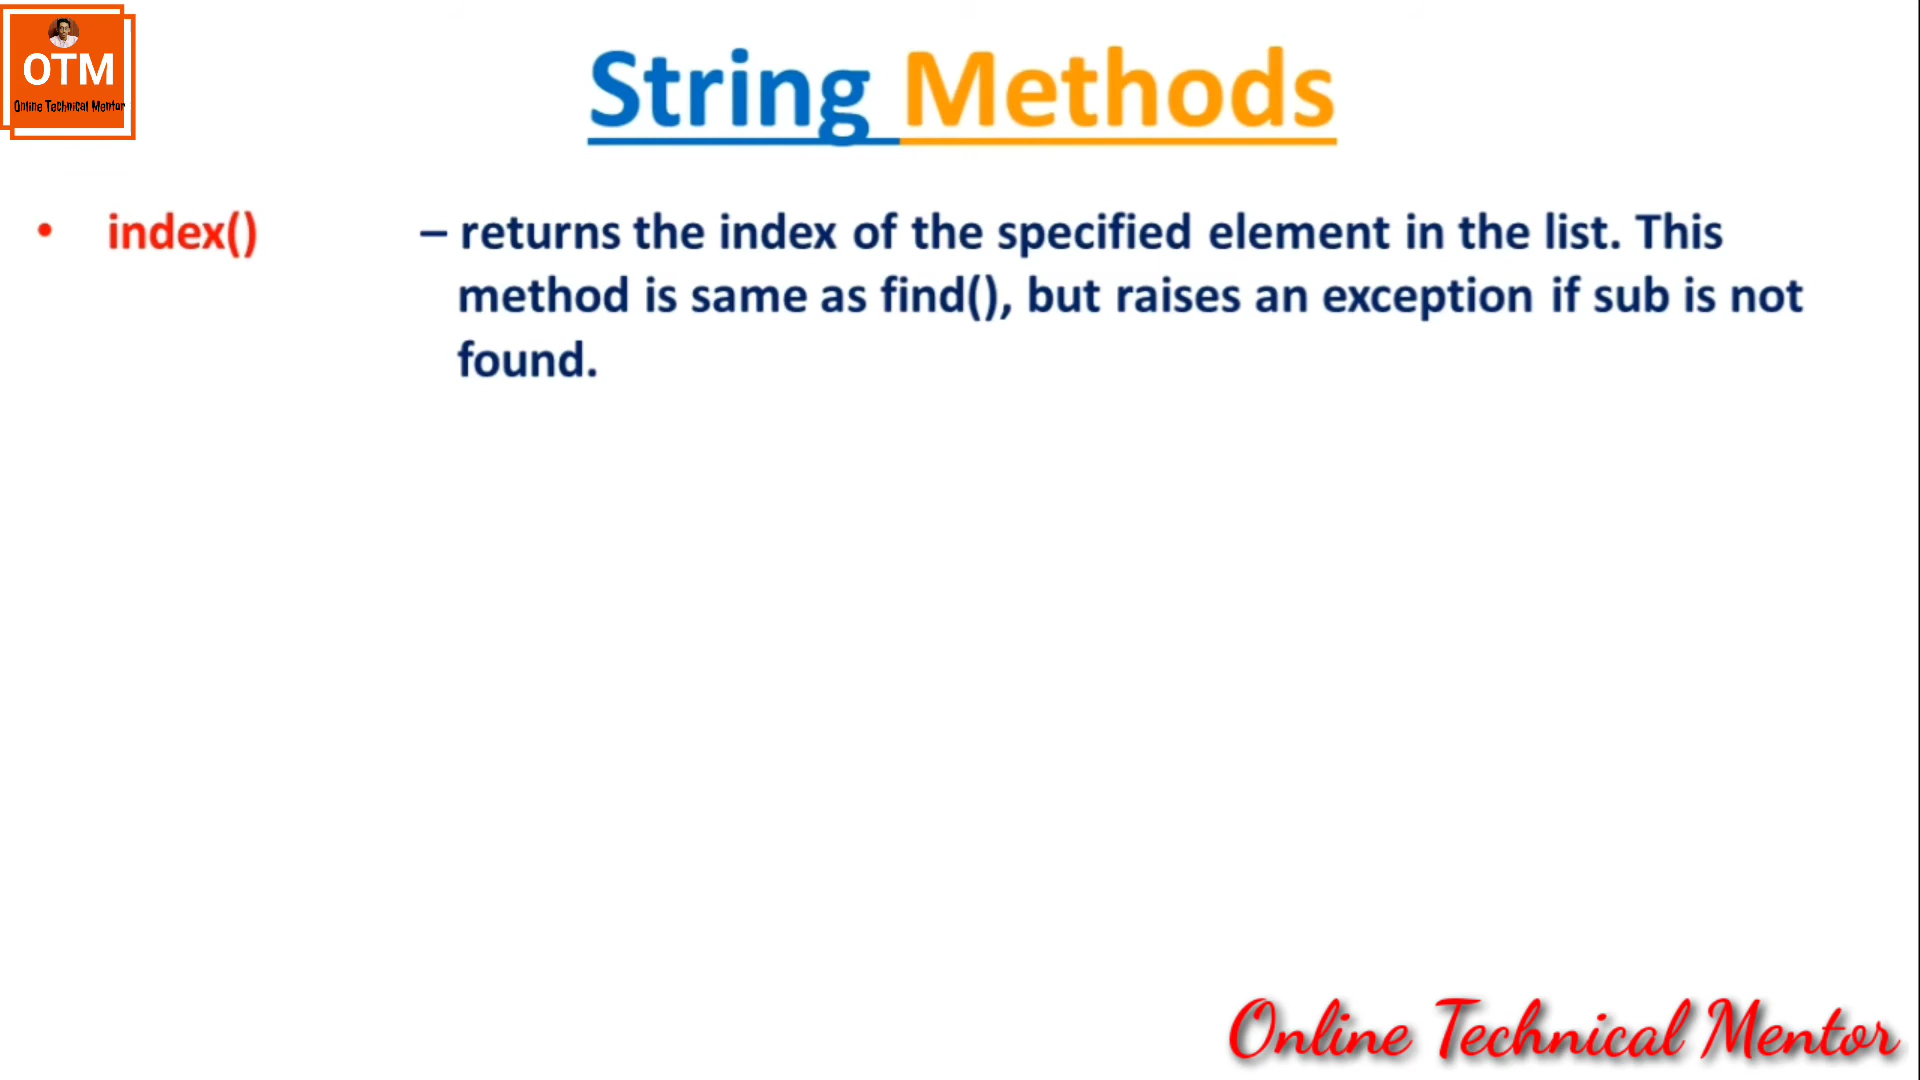 OTM
Online Technical Mentor
String Methods
• index() – returns the index of the specified element in the list. This
method is same as find(), but raises an exception if sub is not
found.
Online Technical Mentor